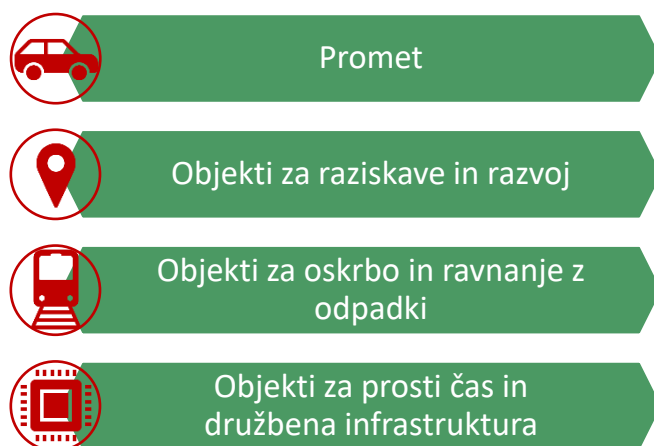 Promet
Objekti za raziskave in razvoj
Objekti za oskrbo in ravnanje z
odpadki
Objekti za prosti čas in
družbena infrastruktura